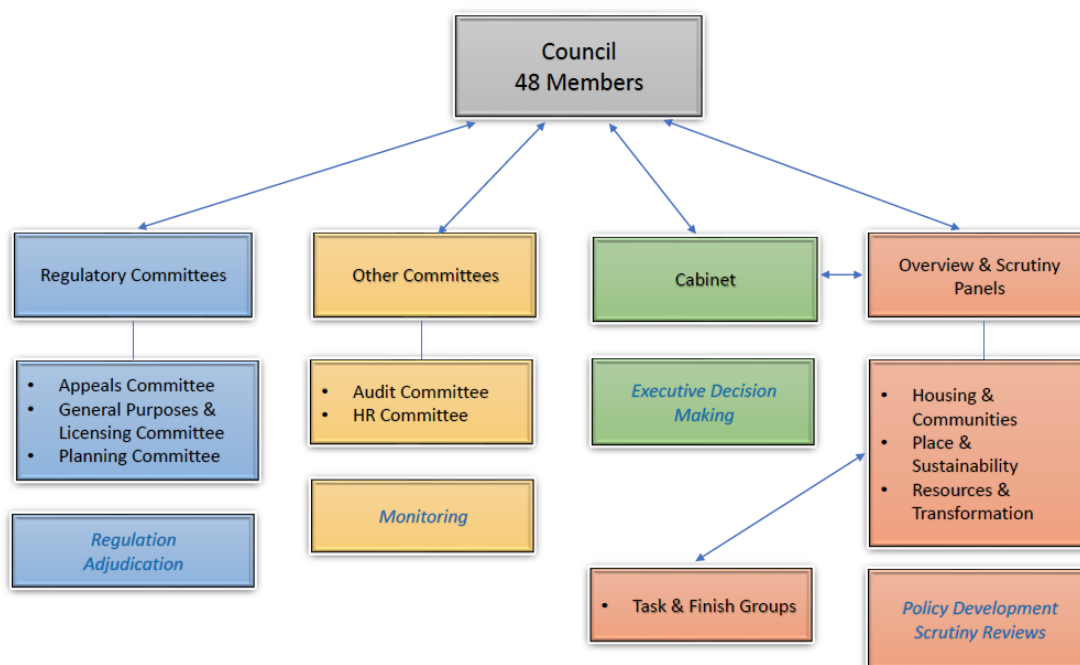 Council
48 Members
Regulatory Committees
Other Committees
Cabinet
Overview & Scrutiny
Panels
• Appeals Committee
• General Purposes &
Licensing Committee
• Planning Committee
• Audit Committee
• HR Committee
Executive Decision
Making
• Housing &
Communities
• Place &
Sustainability
• Resources &
Transformation
Regulation
Adjudication
Monitoring
• Task & Finish Groups
Policy Development
Scrutiny Reviews